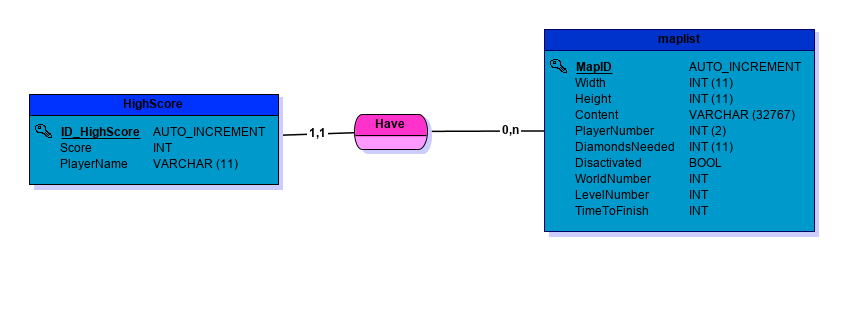 HighScore
ID_HighScore AUTO_INCREMENT
Score INT
PlayerName VARCHAR (11)
1,1
Have
0,n
maplist
MapID AUTO_INCREMENT
Width INT (11)
Height INT (11)
Content VARCHAR (32767)
PlayerNumber INT (2)
DiamondsNeeded INT (11)
Disactivated BOOL
WorldNumber INT
LevelNumber INT
TimeToFinish INT